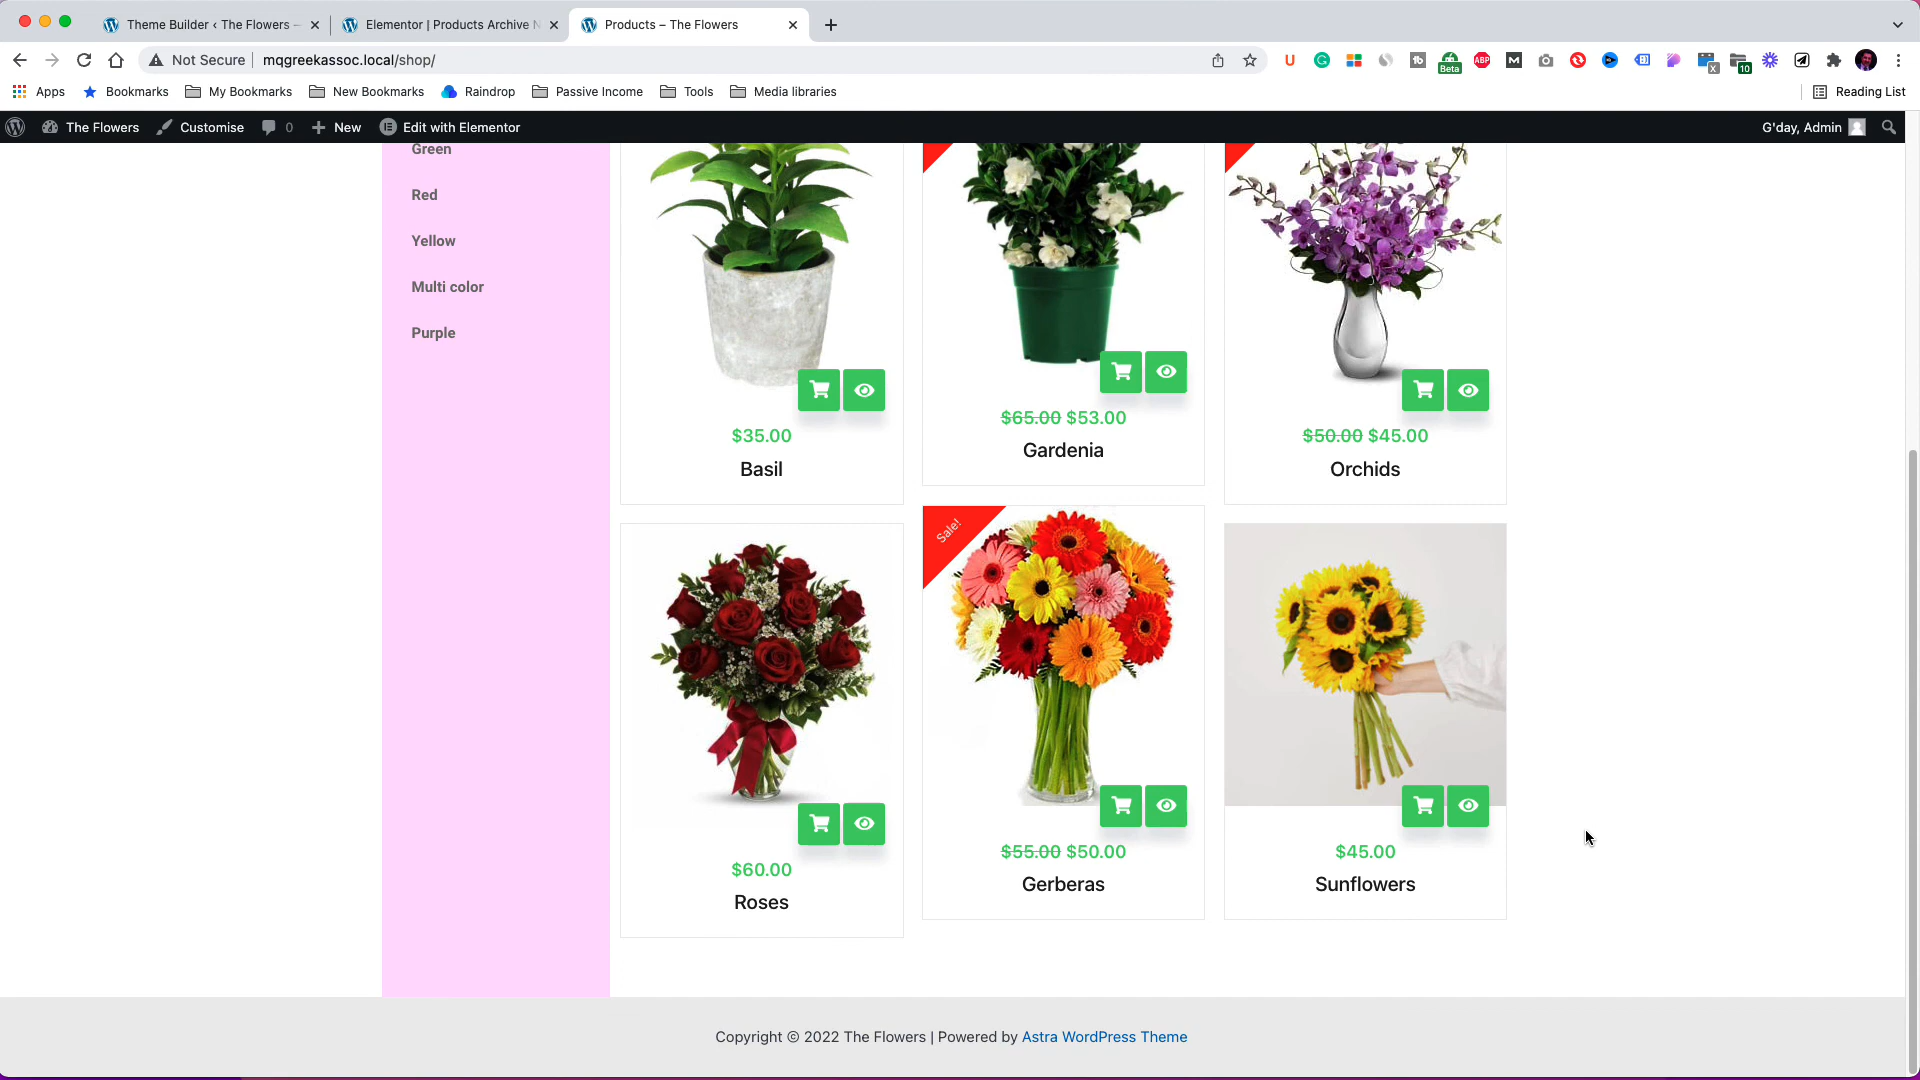 Theme Builder ‹ The Flowers –
Elementor | Products Archive N
Products – The Flowers
Not Secure
mqgreekassoc.local/shop/
U
tb
Beta
ABP
M
X
10
Apps
Bookmarks
My Bookmarks
New Bookmarks
Raindrop
Passive Income
Tools
Media libraries
Reading List
The Flowers
Customise
0
New
Edit with Elementor
G'day, Admin
Green
Red
Yellow
Multi color
Purple
$35.00
Basil
$65.00 $53.00
Gardenia
$50.00 $45.00
Orchids
Sale!
$60.00
Roses
$55.00 $50.00
Gerberas
$45.00
Sunflowers
Copyright © 2022 The Flowers | Powered by Astra WordPress Theme